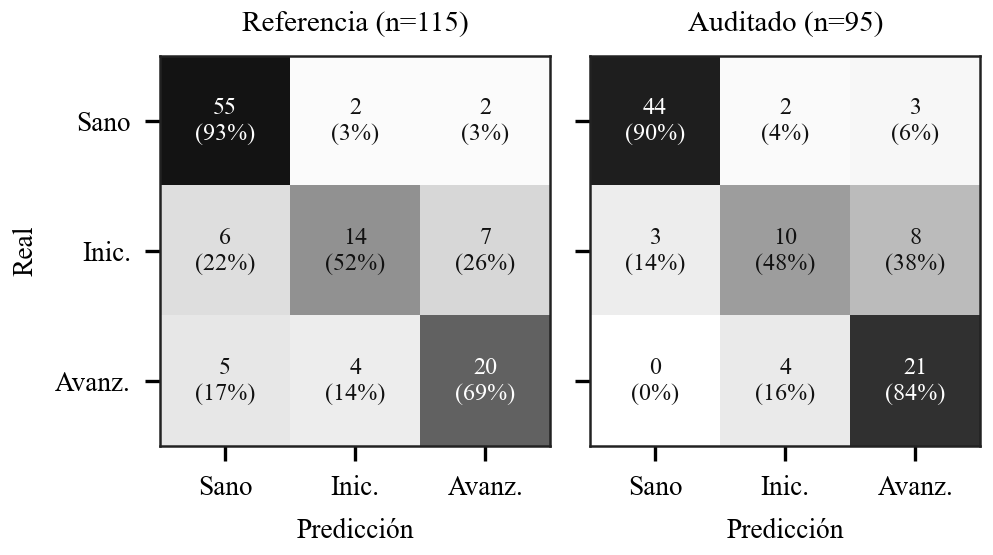 Referencia (n=115)
Auditado (n=95)
Real
Sano
55
(93%)
2
(3%)
2
(3%)
44
(90%)
2
(4%)
3
(6%)
Inic.
6
(22%)
14
(52%)
7
(26%)
3
(14%)
10
(48%)
8
(38%)
Avanz.
5
(17%)
4
(14%)
20
(69%)
0
(0%)
4
(16%)
21
(84%)
Sano
Inic.
Avanz.
Sano
Inic.
Avanz.
Predicción
Predicción